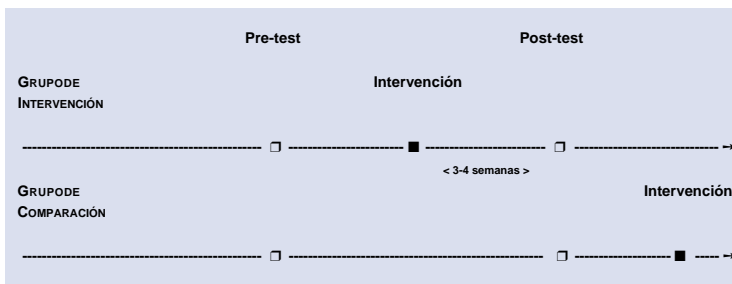 Pre-test Post-test
GRUPODE Intervención
INTERVENCIÓN
------------------------------------------------- ❐ ------------------------ ■ ------------------------- ❐ ------------------------------ →
< 3-4 semanas >
GRUPODE Intervención
COMPARACIÓN
------------------------------------------------- ❐ ----------------------------------------------------- ❐ -------------------- ■ ----- →